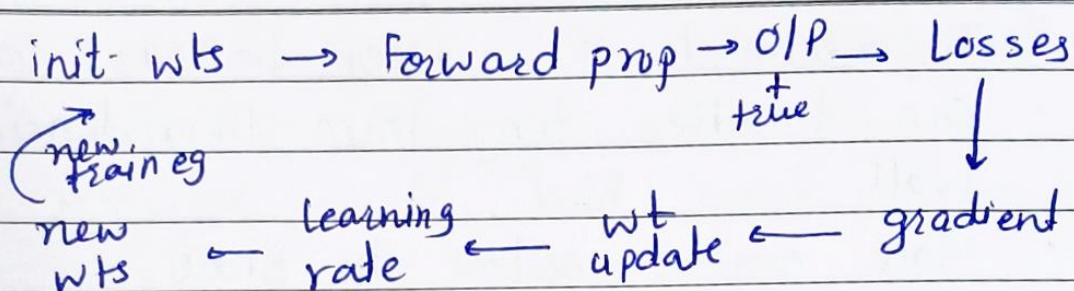 init. wts → Forward prop → O/P → Losses
+
true
↓
new
train eg
new wts ← learning rate ← wt update ← gradient